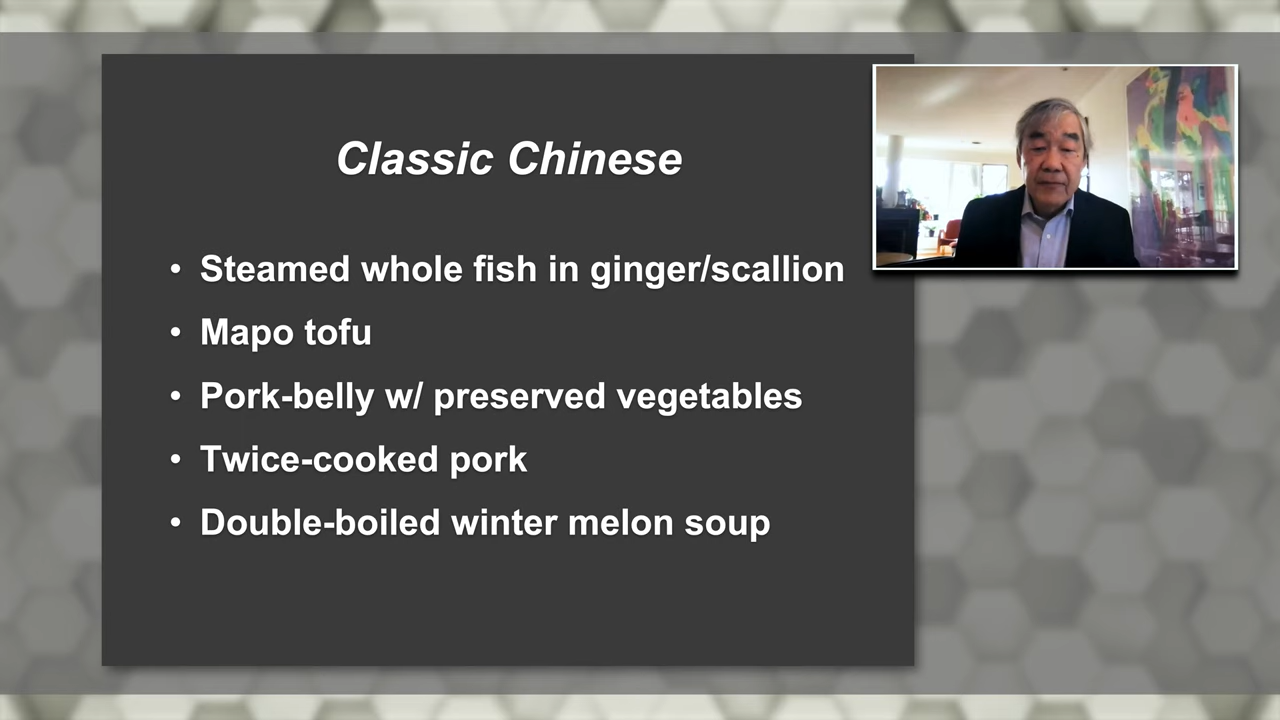 Classic Chinese
• Steamed whole fish in ginger/scallion
• Mapo tofu
• Pork-belly w/ preserved vegetables
• Twice-cooked pork
• Double-boiled winter melon soup